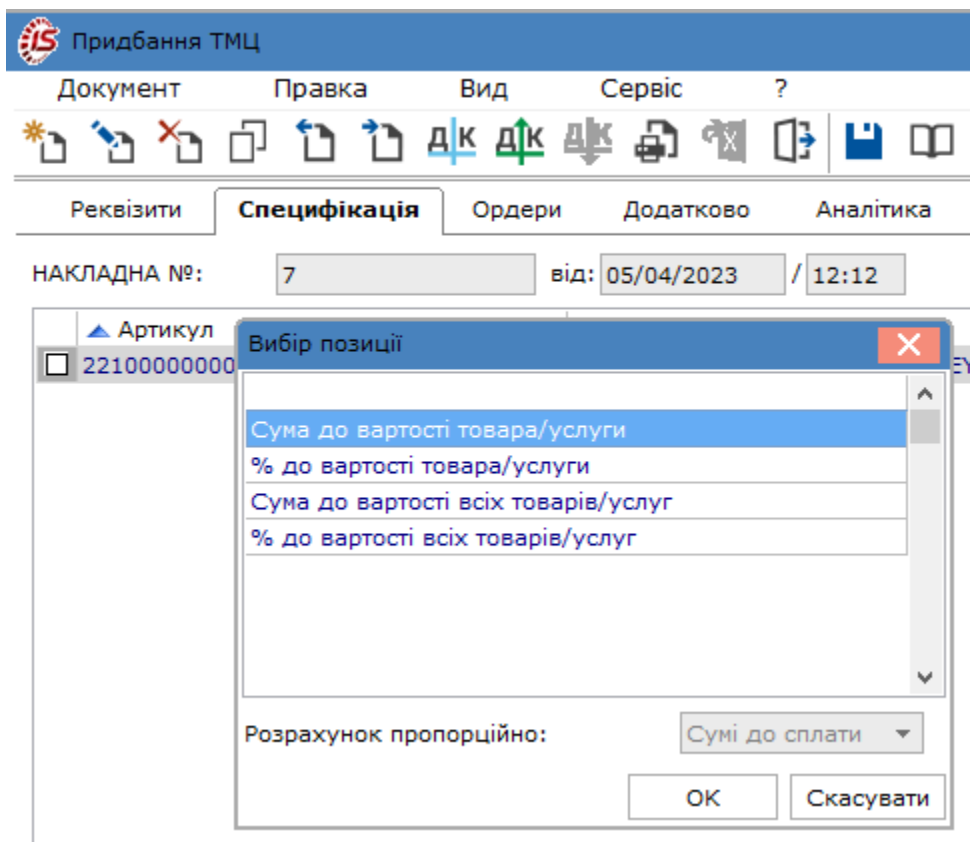 Придбання ТМЦ
Документ Правка Вид Сервіс ?
Реквізити Специфікація Ордери Додатково Аналітика
НАКЛАДНА №: 7 від: 05/04/2023 / 12:12
Артикул
Вибір позиції
22100000000
Сума до вартості товара/услуги
% до вартості товара/услуги
Сума до вартості всіх товарів/услуг
% до вартості всіх товарів/услуг
Розрахунок пропорційно: Сумі до сплати
ОК Скасувати